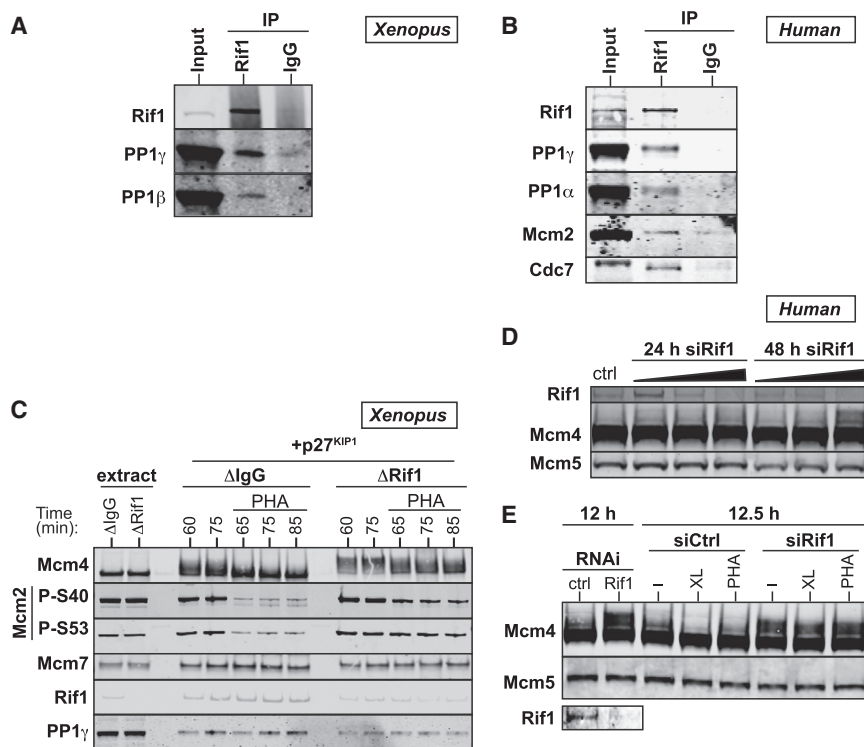 A
Xenopus
IP
Input
Rif1
IgG
Rif1
PP1γ
PP1β
B
Human
IP
Input
Rif1
IgG
Rif1
PP1γ
PP1α
Mcm2
Cdc7
C
Xenopus
+p27KIP1
extract
ΔIgG
ΔRif1
PHA
PHA
Time
(min):
ΔIgG
ΔRif1
60
75
65
75
85
60
75
65
75
85
Mcm4
Mcm2
P-S40
P-S53
Mcm7
Rif1
PP1γ
Human
D
24 h siRif1
48 h siRif1
ctrl
Rif1
Mcm4
Mcm5
E
12 h
12.5 h
RNAi
siCtrl
siRif1
ctrl
Rif1
–
XL
PHA
–
XL
PHA
Mcm4
Mcm5
Rif1